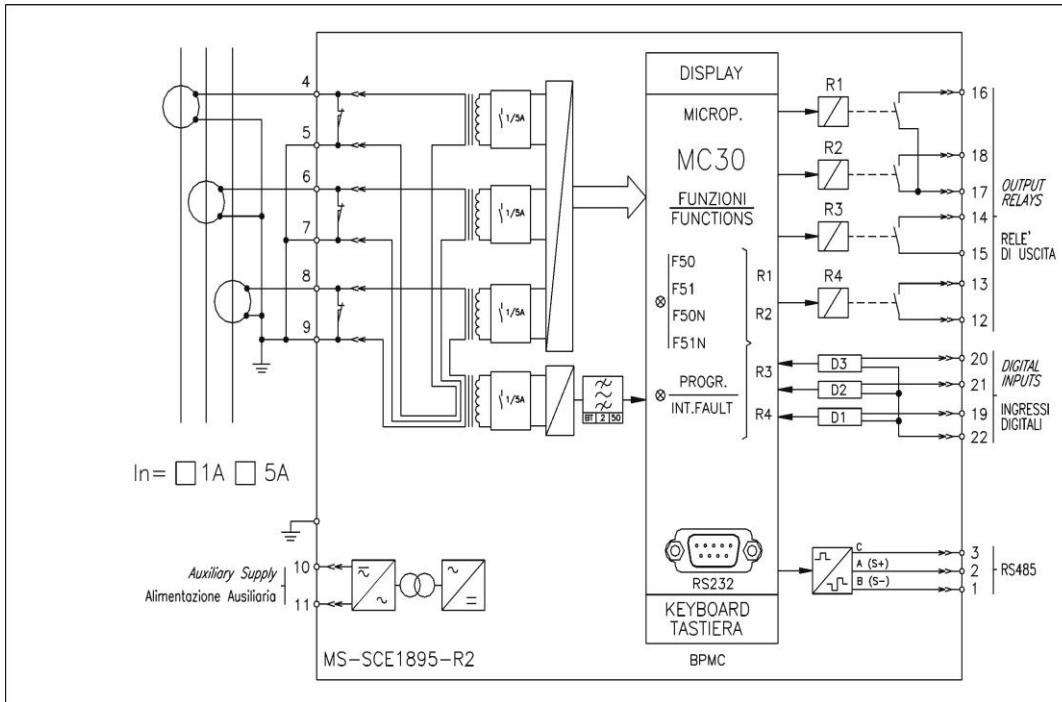 4
5
6
7
8
9
1/5A
1/5A
1/5A
1/5A
BT 2 50
In= 1A 5A
10
11
Auxiliary Supply
Alimentazione Ausiliaria
MS-SCE1895-R2
DISPLAY
MICROP.
MC30
FUNZIONI
FUNCTIONS
F50
F51
F50N
F51N
R1
R2
R3
R4
PROGR.
INT.FAULT
RS232
KEYBOARD
TASTIERA
BPMC
R1
R2
R3
R4
D3
D2
D1
16
18
17
14
15
13
12
OUTPUT
RELAYS
RELE'
DI USCITA
20
21
19
22
DIGITAL
INPUTS
INGRESSI
DIGITALI
C
A (S+)
B (S-)
3
2
1
RS485